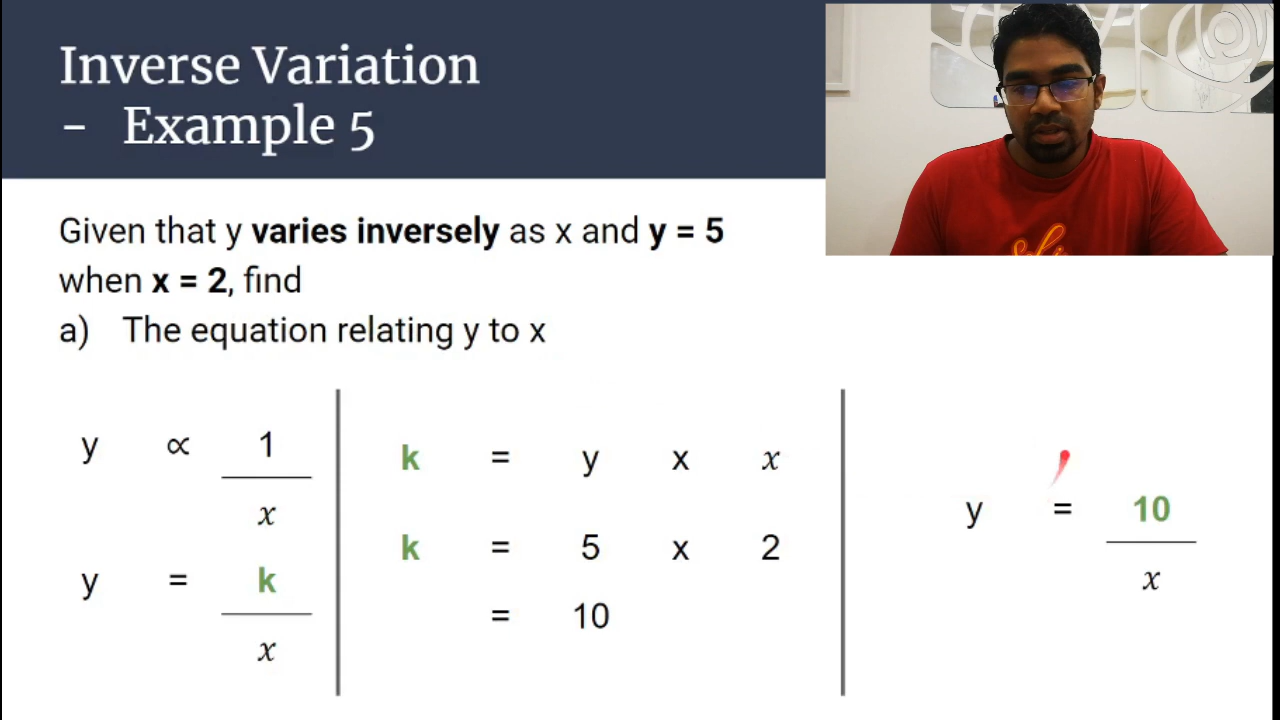 Inverse Variation
- Example 5
Given that y varies inversely as x and y = 5
when x = 2, find
a) The equation relating y to x
y ∝ 1
x
y = k
x
k = y x x
k = 5 x 2
= 10
y = 10
x